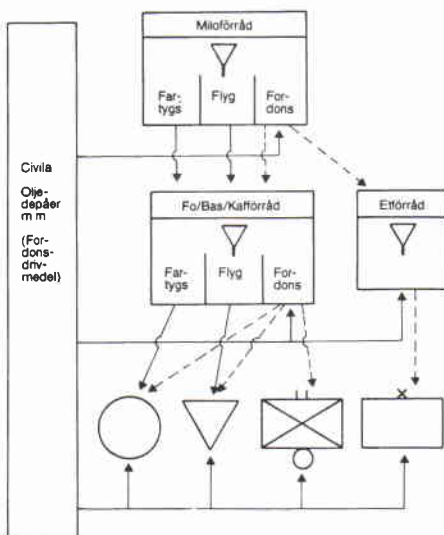 Miloförråd
Far-
tygs
Flyg
For-
dons
Civila
Olje-
depåer
m m
(For-
dons-
driv-
medel)
Fo/Bas/Kaflörråd
Far-
tygs
Flyg
For-
dons
Etförråd